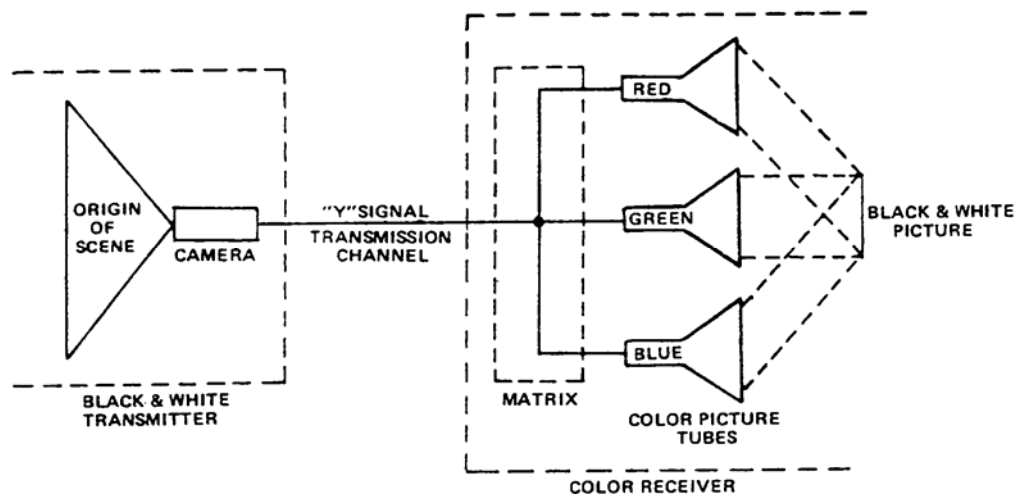 ORIGIN
OF
SCENE
CAMERA
BLACK & WHITE
TRANSMITTER
"Y" SIGNAL
TRANSMISSION
CHANNEL
MATRIX
RED
GREEN
BLUE
COLOR PICTURE
TUBES
BLACK & WHITE
PICTURE
COLOR RECEIVER